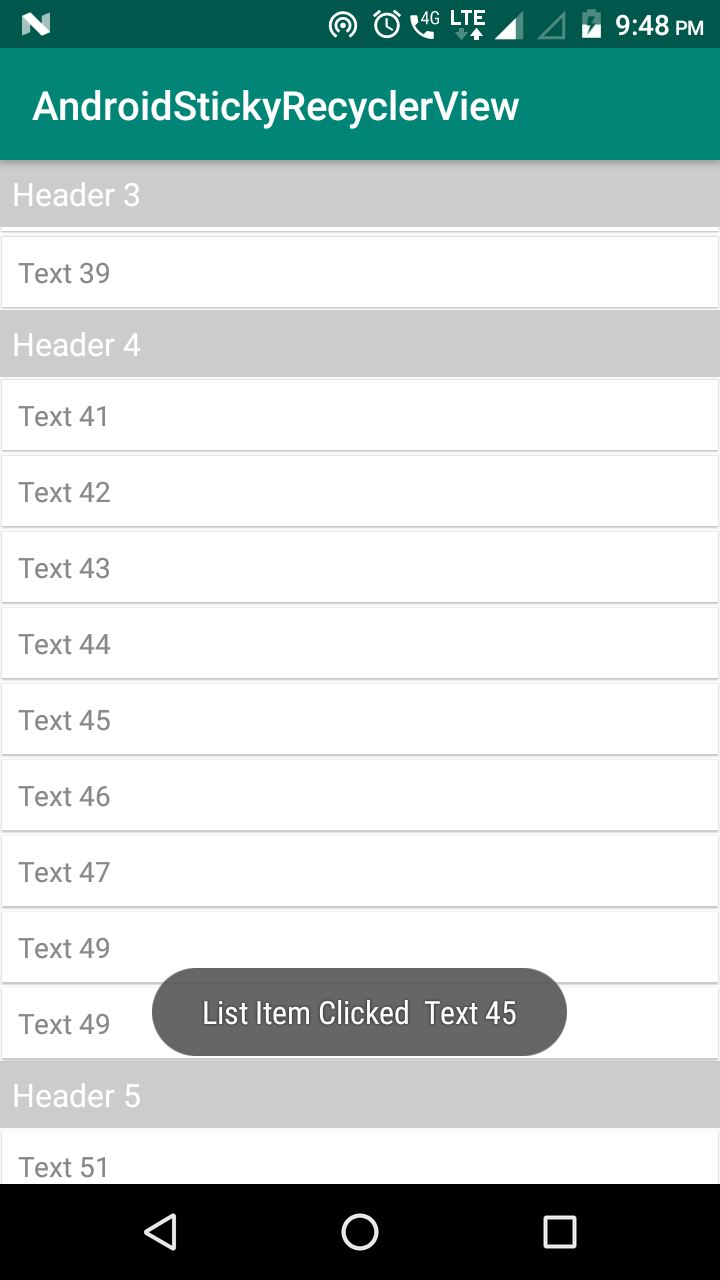 4G LTE 9:48 PM
AndroidStickyRecyclerView
Header 3
Text 39
Header 4
Text 41
Text 42
Text 43
Text 44
Text 45
Text 46
Text 47
Text 49
Text 49
List Item Clicked  Text 45
Header 5
Text 51